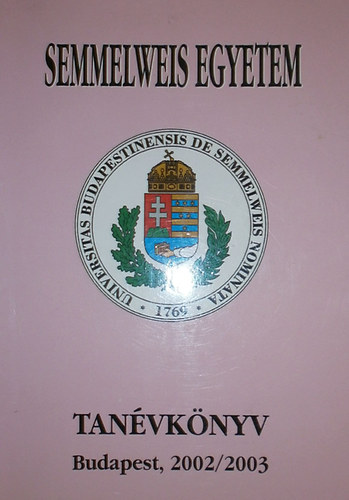 SEMMELWEIS EGYETEM
UNIVERSITAS BUDAPESTINENSIS DE SEMMELWEIS NOMINATA
• 1769 •
TANÉVKÖNYV
Budapest, 2002/2003